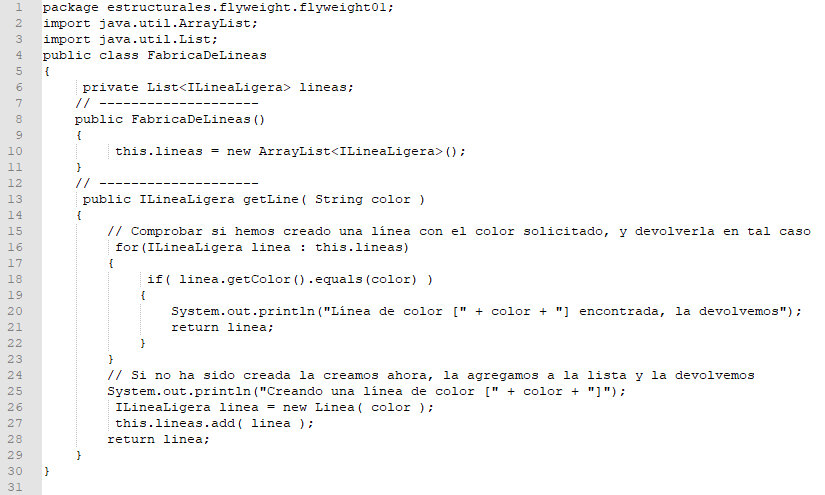 1 package estructurales.flyweight.flyweight01;
2 import java.util.ArrayList;
3 import java.util.List;
4 public class FabricaDeLineas
5 {
6 private List<ILineaLigera> lineas;
7 // --------------------
8 public FabricaDeLineas()
9 {
10 this.lineas = new ArrayList<ILineaLigera>();
11 }
12 // --------------------
13 public ILineaLigera getLine( String color )
14 {
15 // Comprobar si hemos creado una línea con el color solicitado, y devolverla en tal caso
16 for(ILineaLigera linea : this.lineas)
17 {
18 if( linea.getColor().equals(color) )
19 {
20 System.out.println("Línea de color [" + color + "] encontrada, la devolvemos");
21 return linea;
22 }
23 }
24 // Si no ha sido creada la creamos ahora, la agregamos a la lista y la devolvemos
25 System.out.println("Creando una línea de color [" + color + "]");
26 ILineaLigera linea = new Linea( color );
27 this.lineas.add( linea );
28 return linea;
29 }
30 }
31